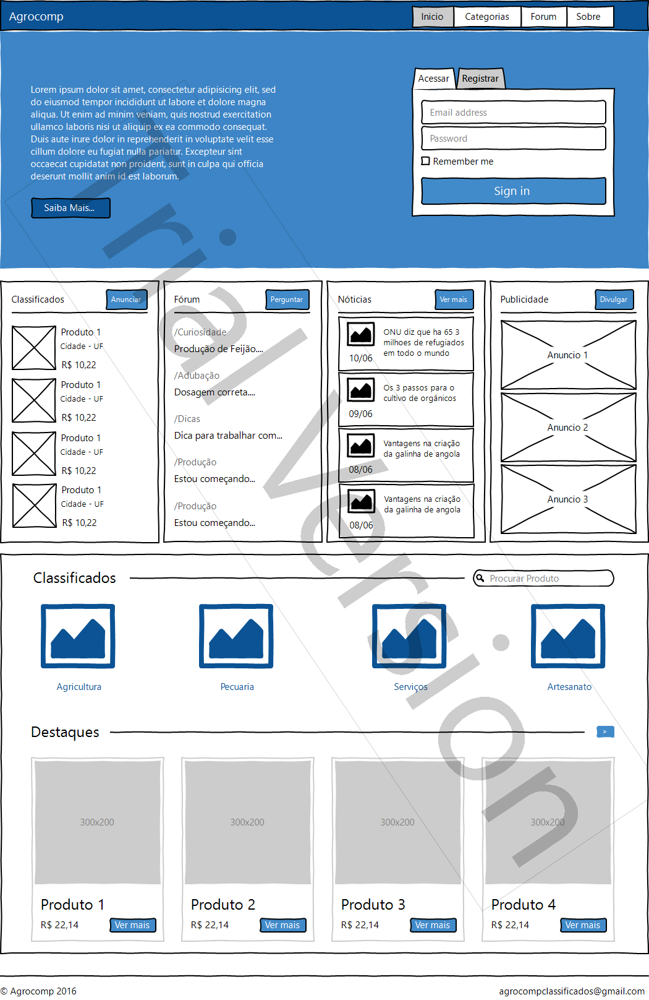 Agrocomp
Inicio
Categorias
Forum
Sobre
Lorem ipsum dolor sit amet, consectetur adipisicing elit, sed
do eiusmod tempor incididunt ut labore et dolore magna
aliqua. Ut enim ad minim veniam, quis nostrud exercitation
ullamco laboris nisi ut aliquip ex ea commodo consequat.
Duis aute irure dolor in reprehenderit in voluptate velit esse
cillum dolore eu fugiat nulla pariatur. Excepteur sint
occaecat cupidatat non proident, sunt in culpa qui officia
deserunt mollit anim id est laborum.
Saiba Mais...
Acessar
Registrar
Email address
Password
Remember me
Sign in
Trial Version
Classificados
Anunciar
Produto 1
Cidade - UF
R$ 10,22
Produto 1
Cidade - UF
R$ 10,22
Produto 1
Cidade - UF
R$ 10,22
Produto 1
Cidade - UF
R$ 10,22
Fórum
Perguntar
/Curiosidade
Produção de Feijão....
/Adubação
Dosagem correta....
/Dicas
Dica para trabalhar com...
/Produção
Estou começando...
/Produção
Estou começando...
Nóticias
Ver mais
ONU diz que ha 65 3
milhoes de refugiados
em todo o mundo
10/06
Os 3 passos para o
cultivo de orgânicos
09/06
Vantagens na criação
da galinha de angola
08/06
Vantagens na criação
da galinha de angola
08/06
Publicidade
Divulgar
Anuncio 1
Anuncio 2
Anuncio 3
Classificados
Procurar Produto
Agricultura
Pecuaria
Serviços
Artesanato
Destaques
>
300x200
300x200
300x200
300x200
Produto 1
R$ 22,14
Ver mais
Produto 2
R$ 22,14
Ver mais
Produto 3
R$ 22,14
Ver mais
Produto 4
R$ 22,14
Ver mais
© Agrocomp 2016
agrocompclassificados@gmail.com